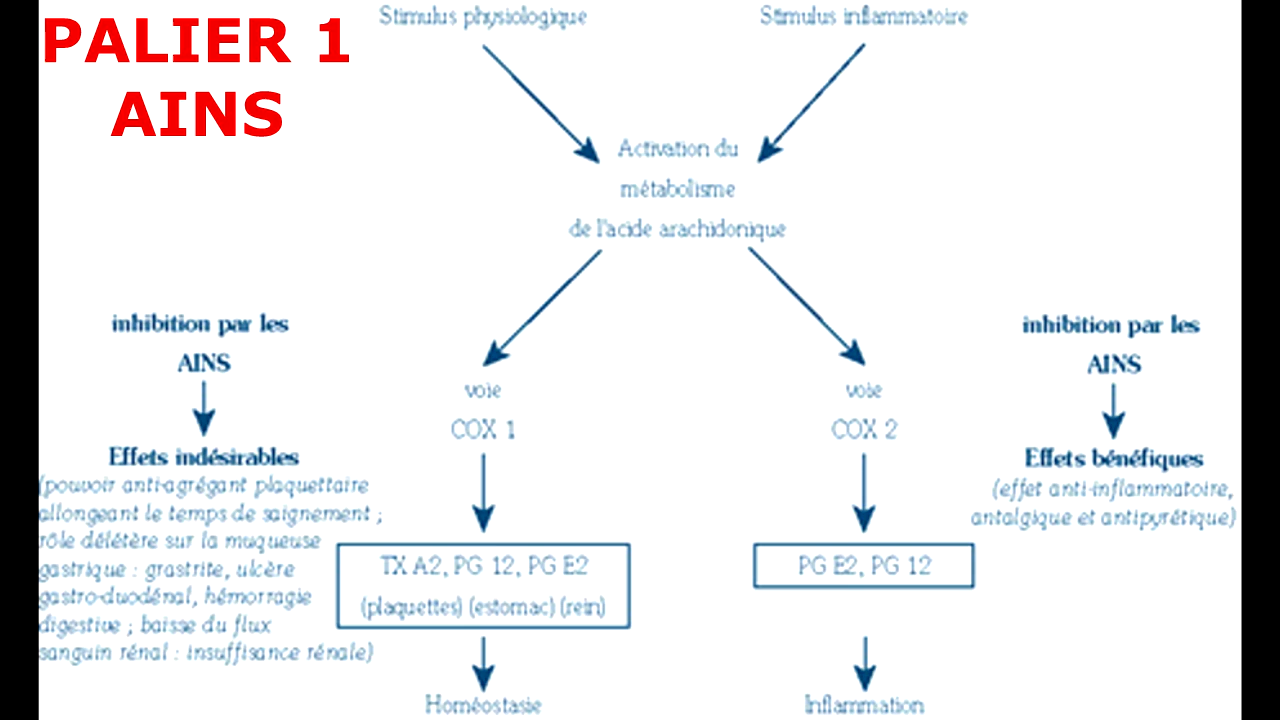 PALIER 1
AINS
Stimulus physiologique
Stimulus inflammatoire
Activation du
métabolisme
de l'acide arachidonique
inhibition par les
AINS
Effets indésirables
(pouvoir anti-agrégant plaquettaire
allongeant le temps de saignement ;
rôle délétère sur la muqueuse
gastrique : grastrite, ulcère
gastro-duodénal, hémorragie
digestive ; baisse du flux
sanguin rénal : insuffisance rénale)
voie
COX 1
TX A2, PG 12, PG E2
(plaquettes) (estomac) (rein)
Homéostasie
voie
COX 2
PG E2, PG 12
Inflammation
inhibition par les
AINS
Effets bénéfiques
(effet anti-inflammatoire,
antalgique et antipyrétique)